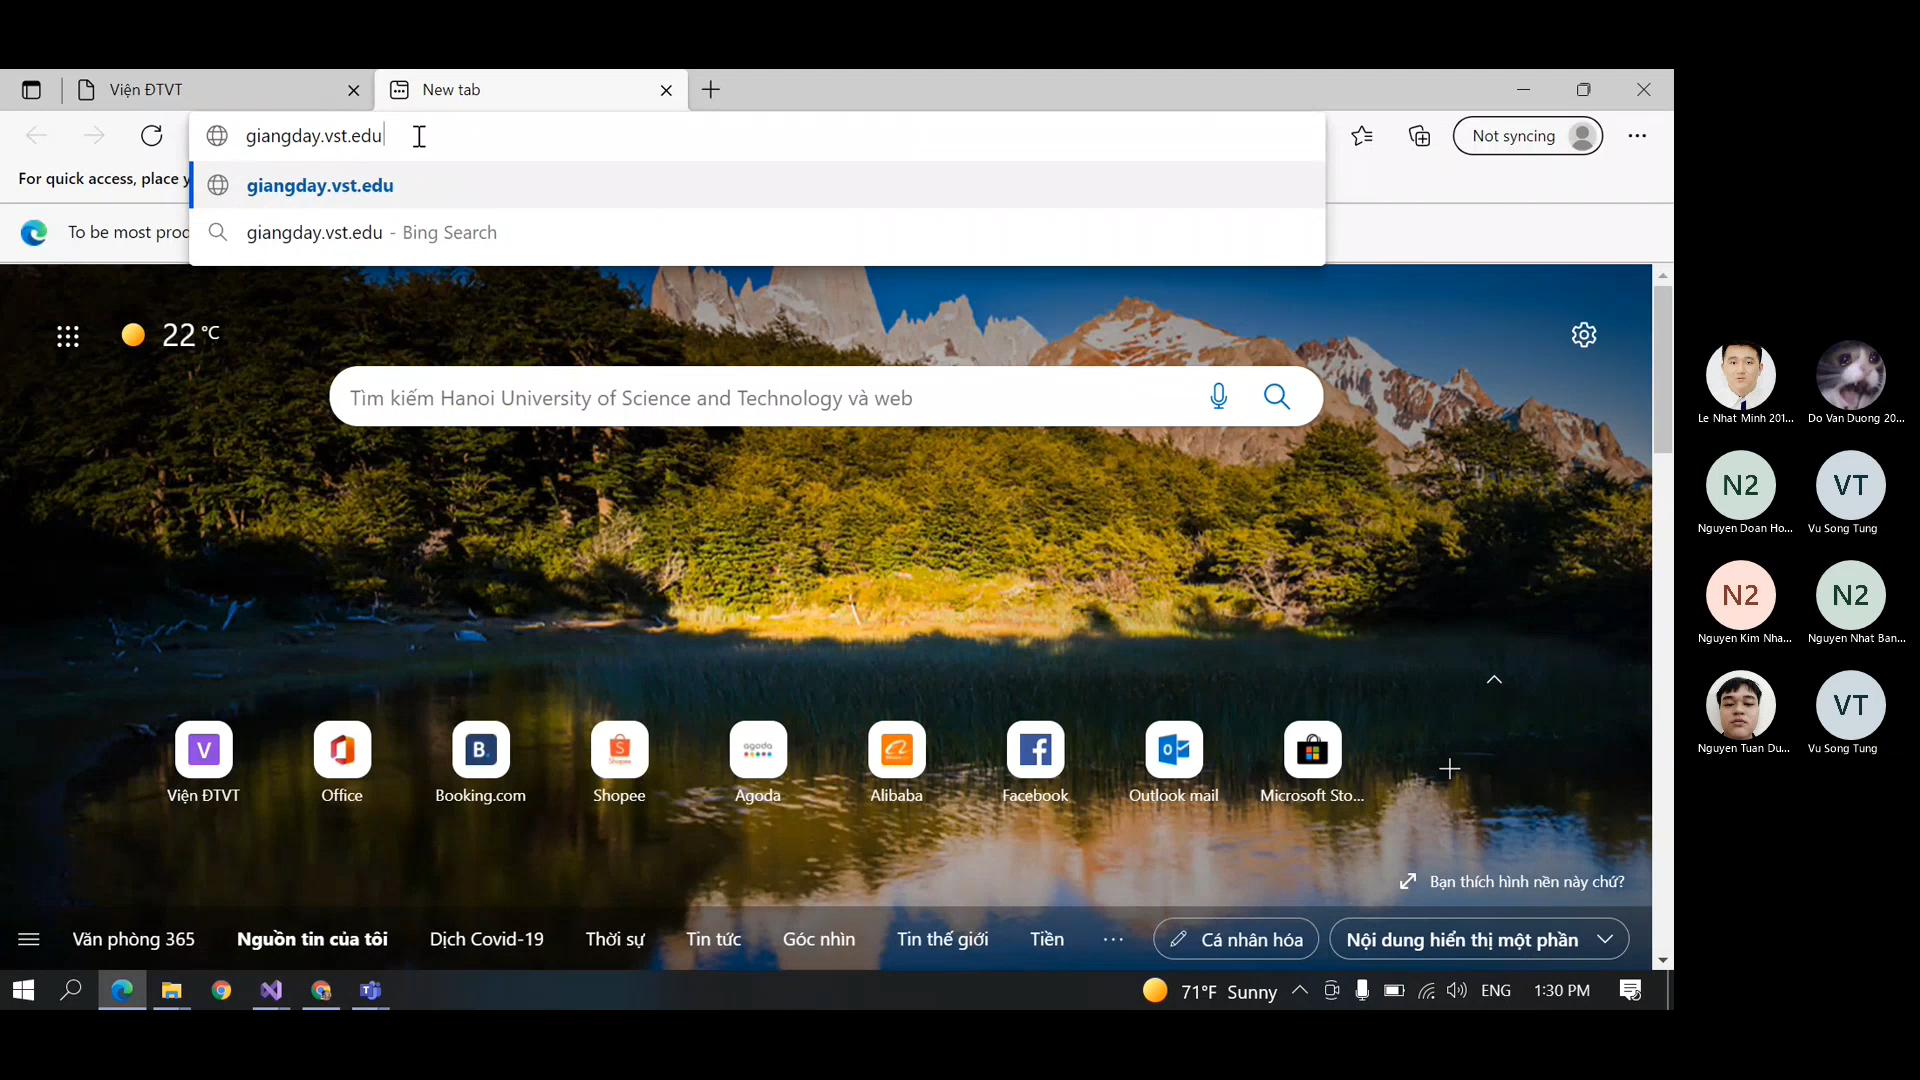 Viện ĐTVT
New tab
giangday.vst.edu
Not syncing
For quick access, place y
giangday.vst.edu
To be most prod
giangday.vst.edu - Bing Search
22 °C
Tìm kiếm Hanoi University of Science and Technology và web
Le Nhat Minh 201...
Do Van Duong 20...
N2
VT
Nguyen Doan Ho...
Vu Song Tung
N2
N2
Nguyen Kim Nha...
Nguyen Nhat Ban...
VT
Nguyen Tuan Du...
Vu Song Tung
V
B.
S
Shopee
agoda
Viện ĐTVT
Office
Booking.com
Shopee
Agoda
Alibaba
Facebook
Outlook mail
Microsoft Sto...
Bạn thích hình nền này chứ?
Văn phòng 365
Nguồn tin của tôi
Dịch Covid-19
Thời sự
Tin tức
Góc nhìn
Tin thế giới
Tiền
...
Cá nhân hóa
Nội dung hiển thị một phần
71°F Sunny
ENG
1:30 PM